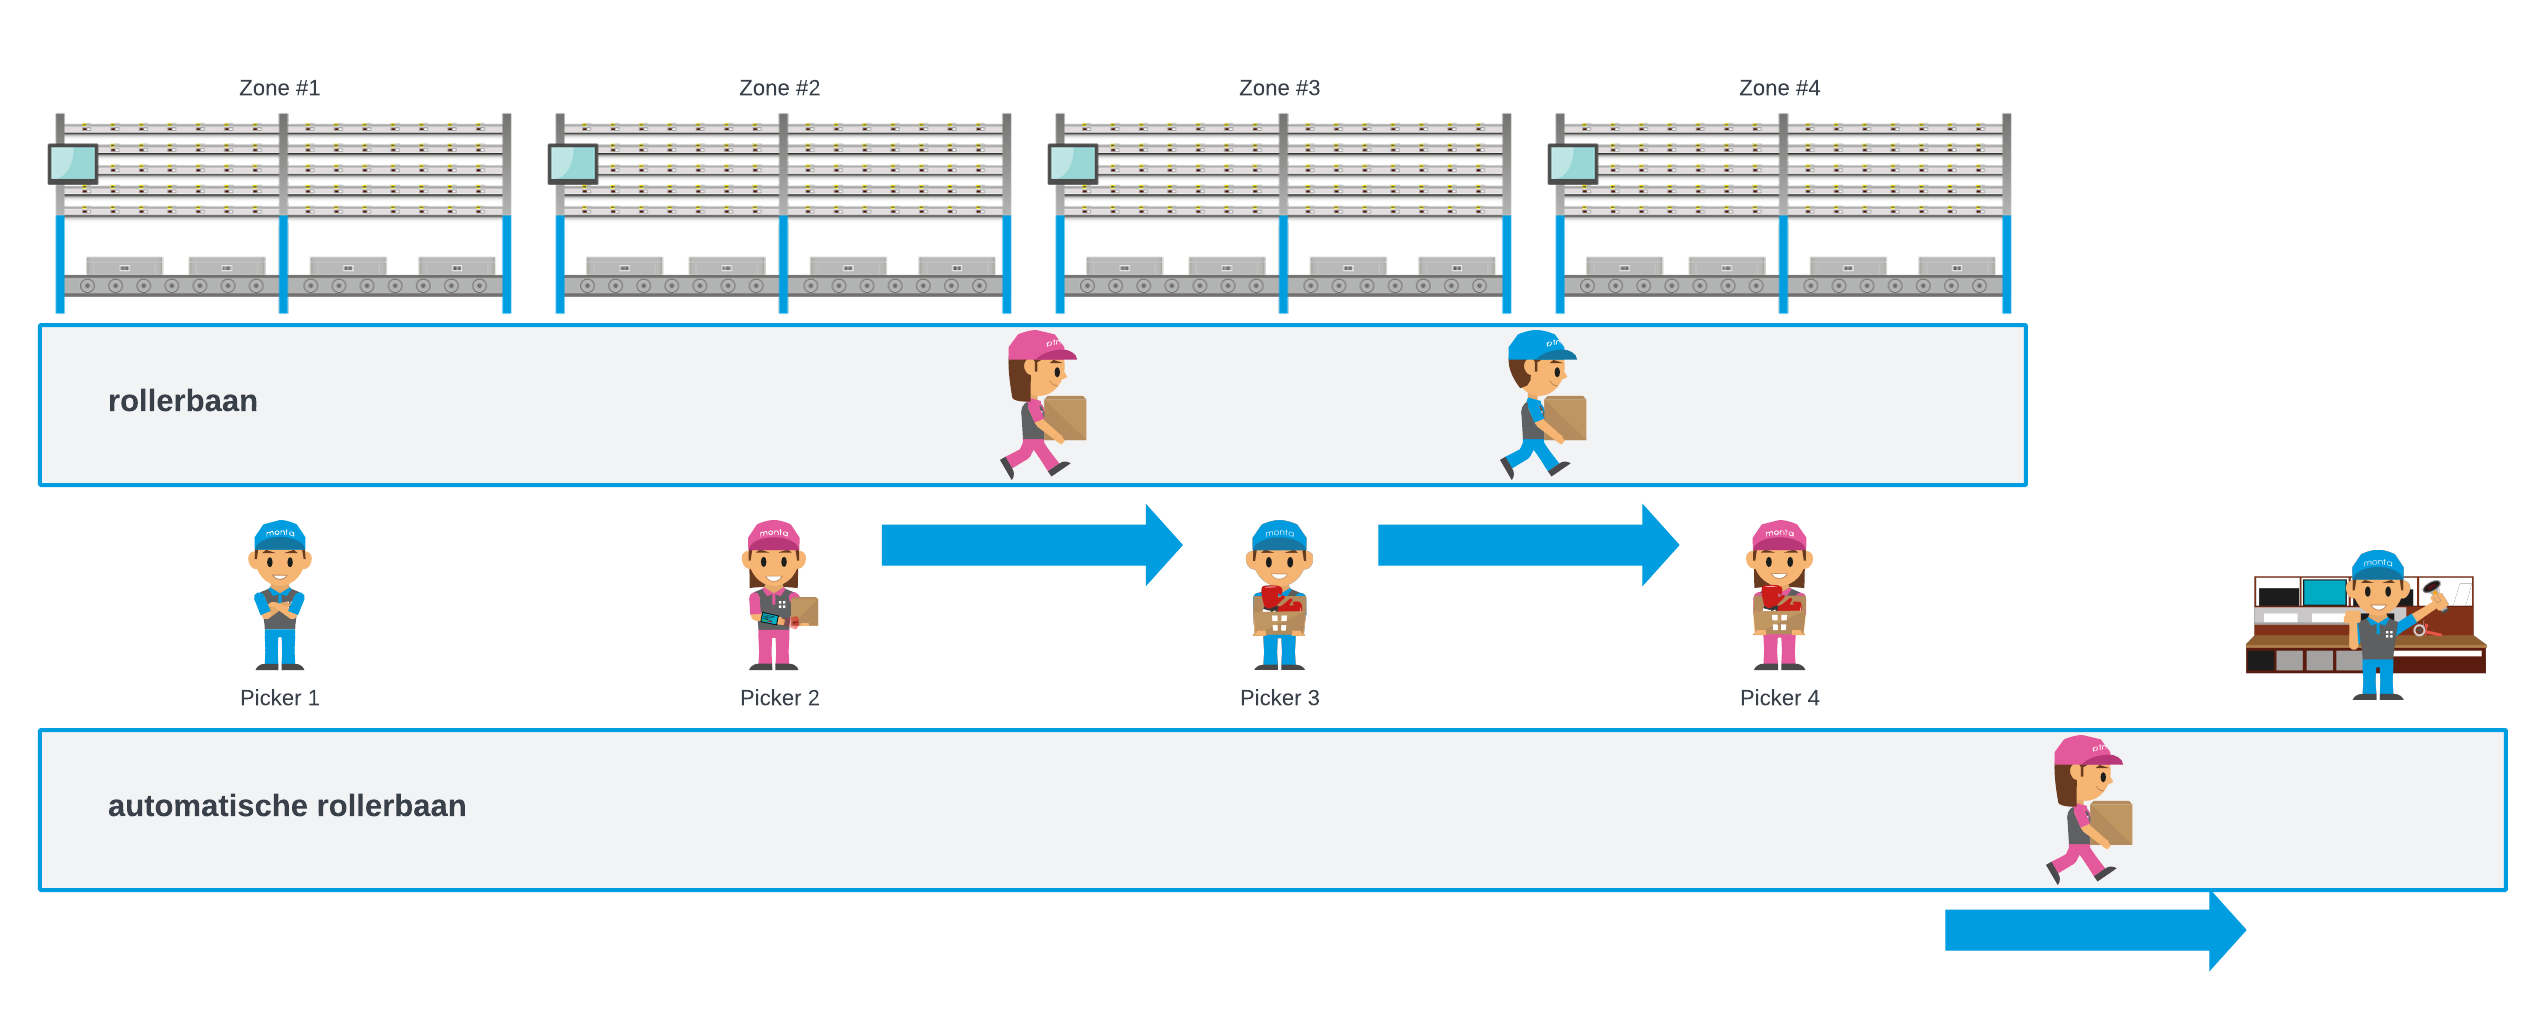 Zone #1
Zone #2
Zone #3
Zone #4
rollerbaan
monta
monta
monta
monta
monta
Picker 1
Picker 2
Picker 3
Picker 4
automatische rollerbaan